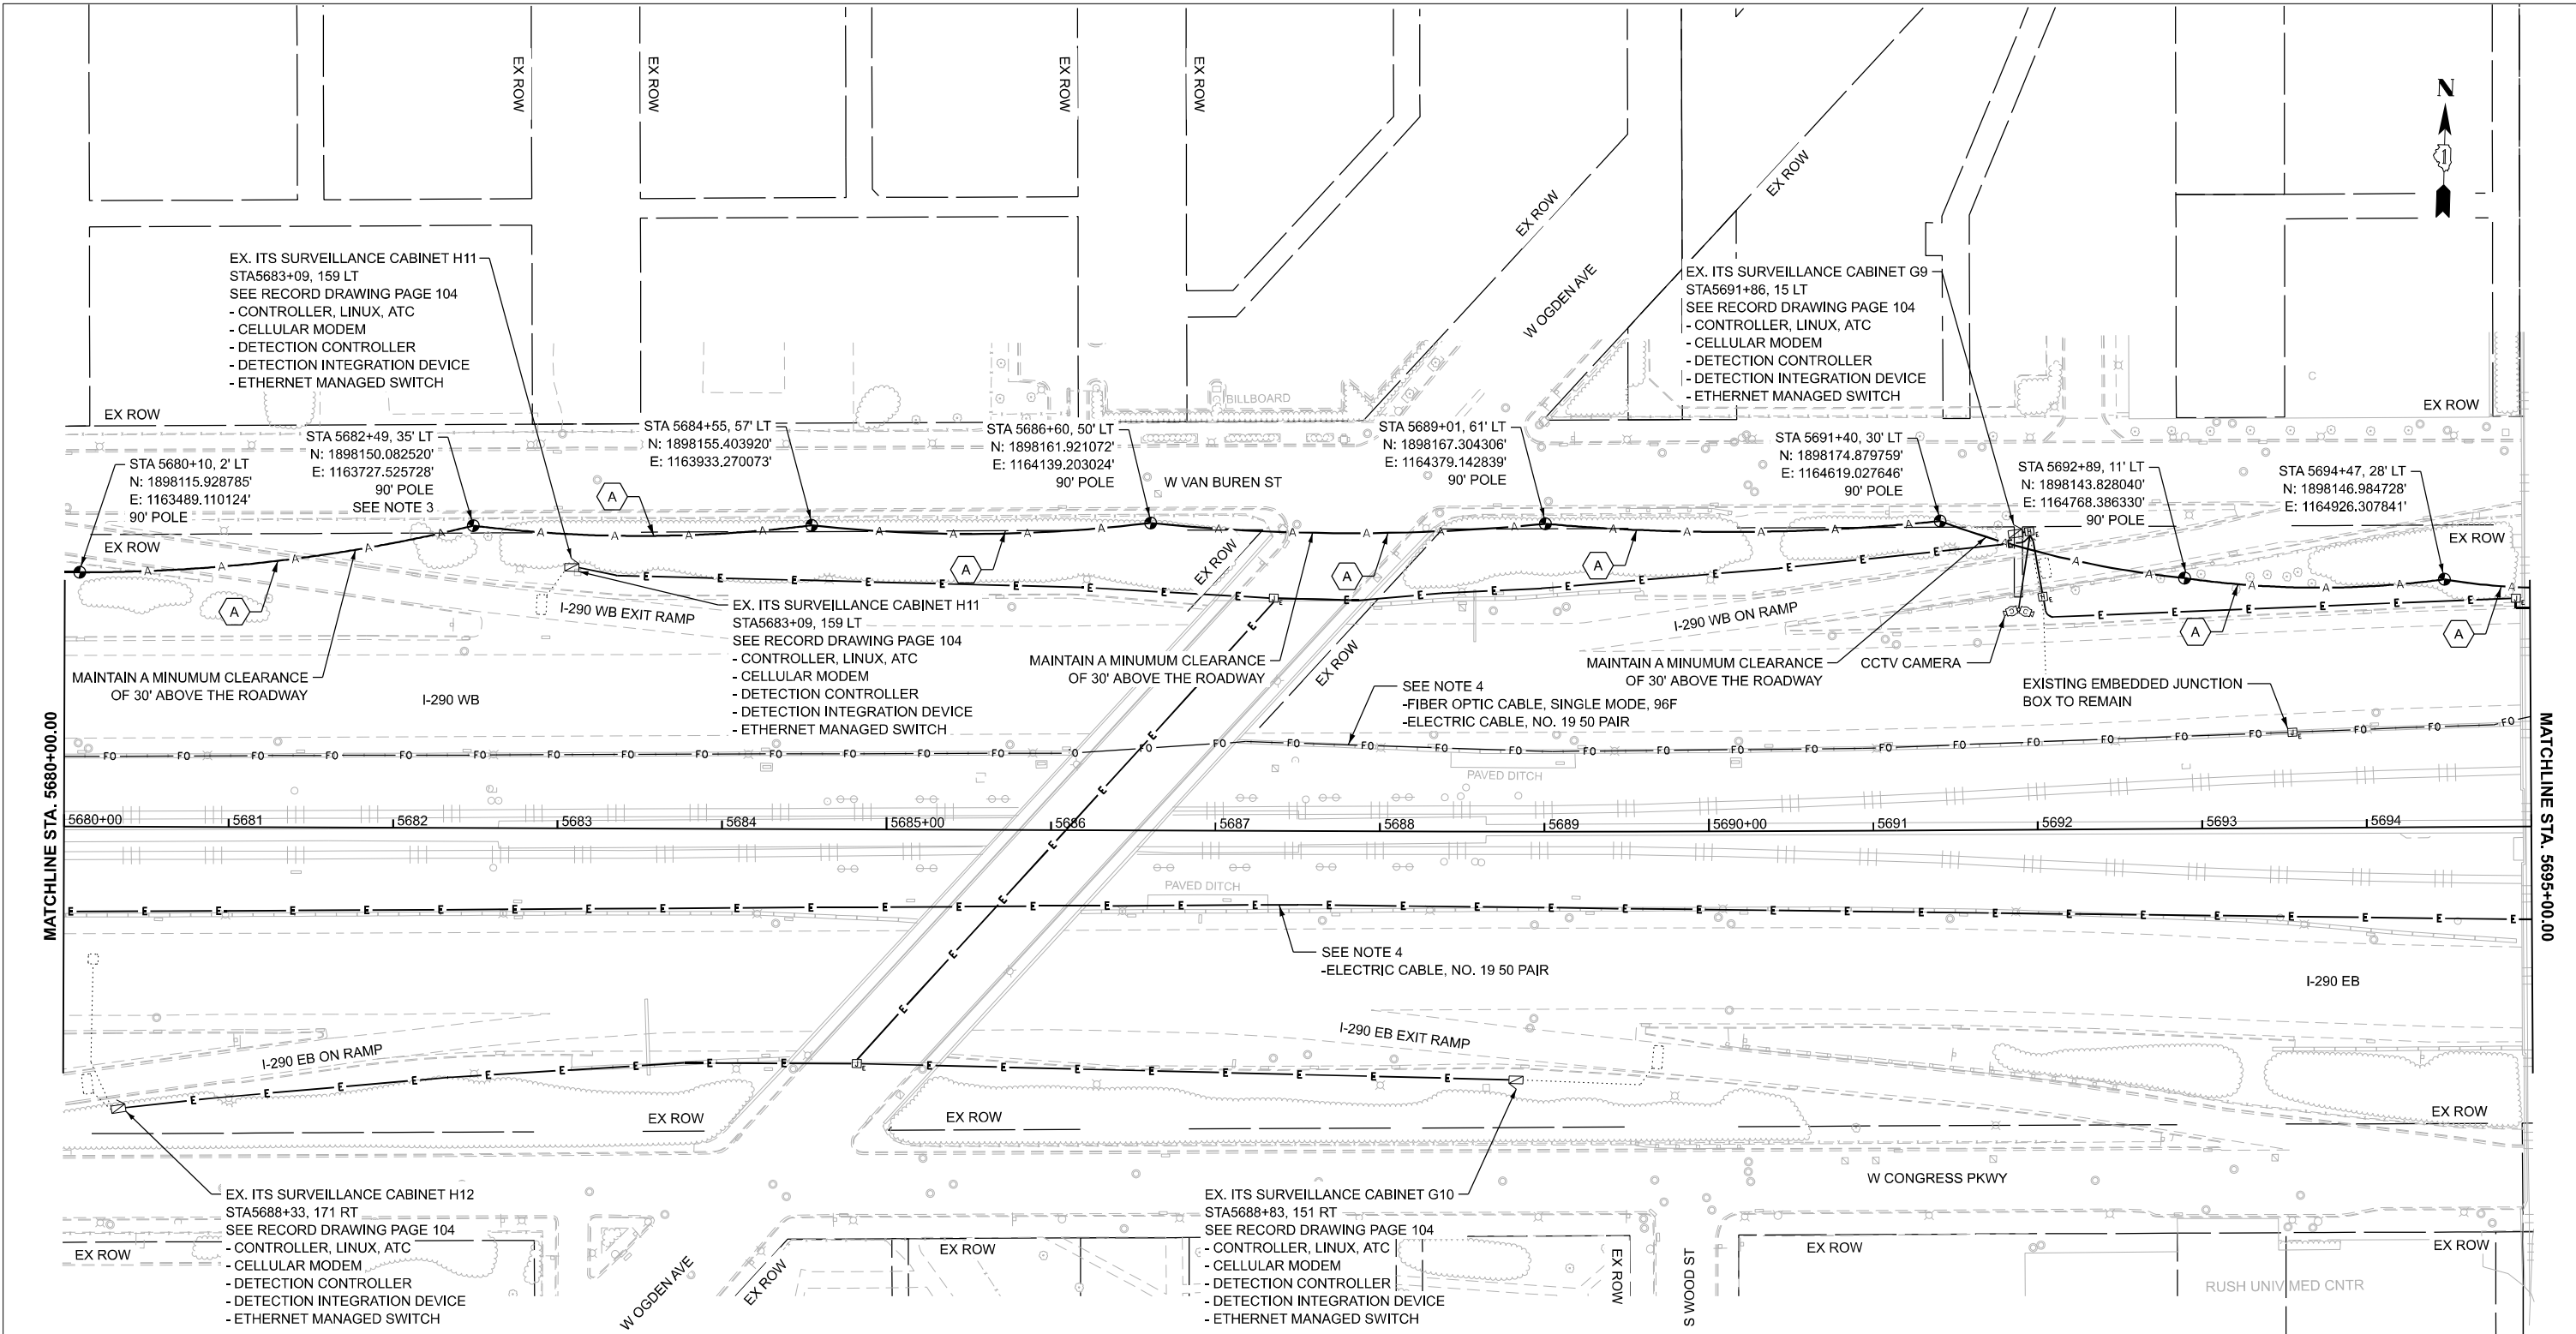 EX ROW
EX ROW
EX ROW
EX ROW
N
EX ROW
EX ROW
W OGDEN AVE
EX. ITS SURVEILLANCE CABINET H11
STA5683+09, 159 LT
SEE RECORD DRAWING PAGE 104
- CONTROLLER, LINUX, ATC
- CELLULAR MODEM
- DETECTION CONTROLLER
- DETECTION INTEGRATION DEVICE
- ETHERNET MANAGED SWITCH
EX. ITS SURVEILLANCE CABINET G9
STA5691+86, 15 LT
SEE RECORD DRAWING PAGE 104
- CONTROLLER, LINUX, ATC
- CELLULAR MODEM
- DETECTION CONTROLLER
- DETECTION INTEGRATION DEVICE
- ETHERNET MANAGED SWITCH
BILLBOARD
EX ROW
EX ROW
STA 5680+10, 2' LT
N: 1898115.928785'
E: 1163489.110124'
90' POLE
STA 5682+49, 35' LT
N: 1898150.082520'
E: 1163727.525728'
90' POLE
SEE NOTE 3
STA 5684+55, 57' LT
N: 1898155.403920'
E: 1163933.270073'
STA 5686+60, 50' LT
N: 1898161.921072'
E: 1164139.203024'
90' POLE
W VAN BUREN ST
STA 5689+01, 61' LT
N: 1898167.304306'
E: 1164379.142839'
90' POLE
STA 5691+40, 30' LT
N: 1898174.879759'
E: 1164619.027646'
90' POLE
STA 5692+89, 11' LT
N: 1898143.828040'
E: 1164768.386330'
90' POLE
STA 5694+47, 28' LT
N: 1898146.984728'
E: 1164926.307841'
EX ROW
EX ROW
EX ROW
EX ROW
A
A
A
A
A
A
A
I-290 WB EXIT RAMP
I-290 WB ON RAMP
EX. ITS SURVEILLANCE CABINET H11
STA5683+09, 159 LT
SEE RECORD DRAWING PAGE 104
- CONTROLLER, LINUX, ATC
- CELLULAR MODEM
- DETECTION CONTROLLER
- DETECTION INTEGRATION DEVICE
- ETHERNET MANAGED SWITCH
MAINTAIN A MINUMUM CLEARANCE
OF 30' ABOVE THE ROADWAY
I-290 WB
MAINTAIN A MINUMUM CLEARANCE
OF 30' ABOVE THE ROADWAY
MAINTAIN A MINUMUM CLEARANCE
OF 30' ABOVE THE ROADWAY
CCTV CAMERA
SEE NOTE 4
-FIBER OPTIC CABLE, SINGLE MODE, 96F
-ELECTRIC CABLE, NO. 19 50 PAIR
EXISTING EMBEDDED JUNCTION
BOX TO REMAIN
MATCHLINE STA. 5680+00.00
MATCHLINE STA. 5695+00.00
PAVED DITCH
5680+00 5681 5682 5683 5684 5685+00 5686 5687 5688 5689 5690+00 5691 5692 5693 5694
PAVED DITCH
SEE NOTE 4
-ELECTRIC CABLE, NO. 19 50 PAIR
I-290 EB
I-290 EB ON RAMP
I-290 EB EXIT RAMP
EX ROW
EX ROW
EX ROW
W CONGRESS PKWY
EX. ITS SURVEILLANCE CABINET H12
STA5688+33, 171 RT
SEE RECORD DRAWING PAGE 104
- CONTROLLER, LINUX, ATC
- CELLULAR MODEM
- DETECTION CONTROLLER
- DETECTION INTEGRATION DEVICE
- ETHERNET MANAGED SWITCH
EX. ITS SURVEILLANCE CABINET G10
STA5688+83, 151 RT
SEE RECORD DRAWING PAGE 104
- CONTROLLER, LINUX, ATC
- CELLULAR MODEM
- DETECTION CONTROLLER
- DETECTION INTEGRATION DEVICE
- ETHERNET MANAGED SWITCH
EX ROW
W OGDEN AVE
EX ROW
EX ROW
EX ROW
S WOOD ST
EX ROW
EX ROW
RUSH UNIV MED CNTR